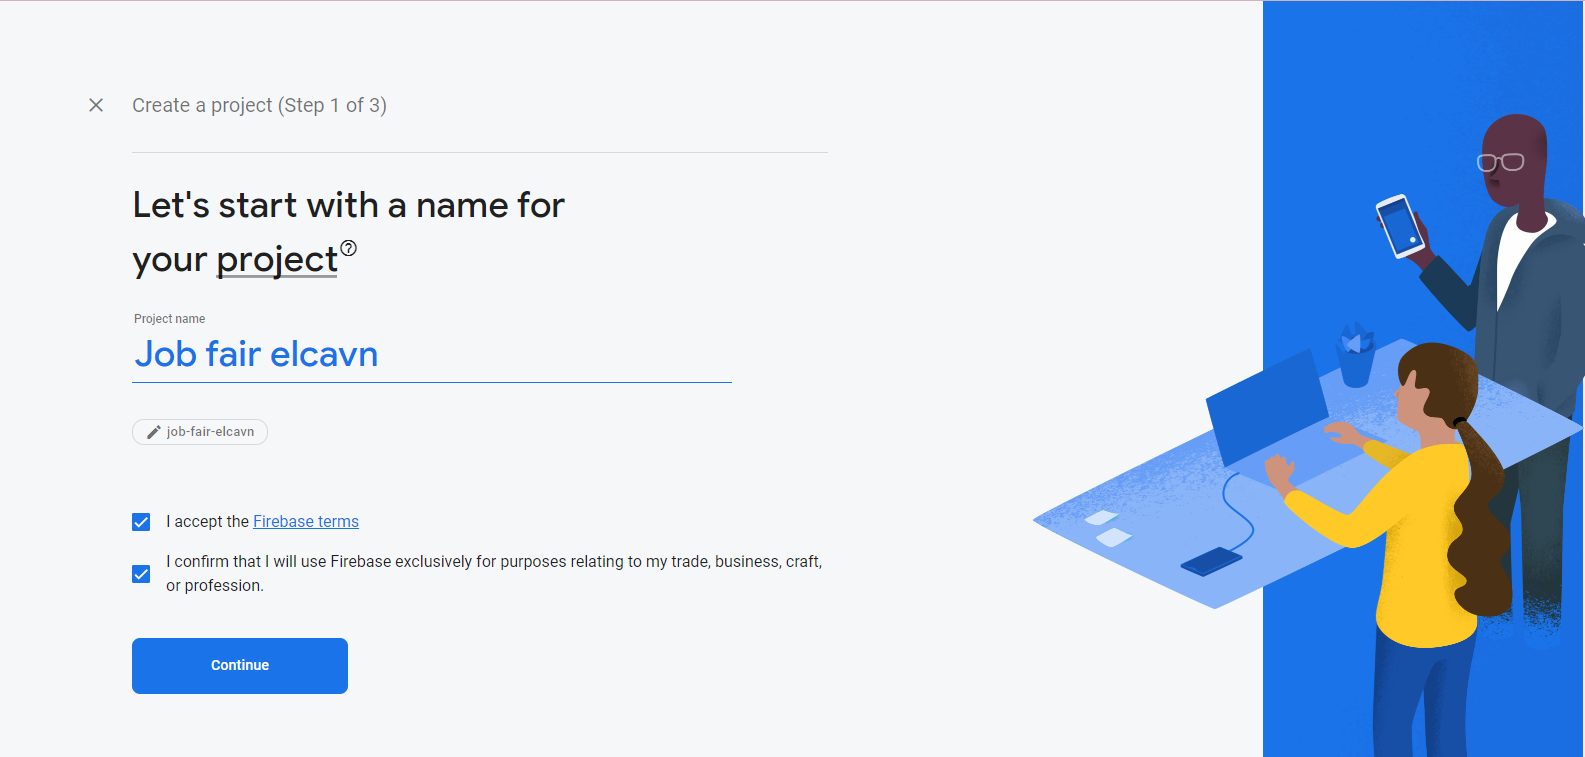 Create a project (Step 1 of 3)
Let's start with a name for
your project
Project name
Job fair elcavn
job-fair-elcavn
I accept the Firebase terms
I confirm that I will use Firebase exclusively for purposes relating to my trade, business, craft,
or profession.
Continue